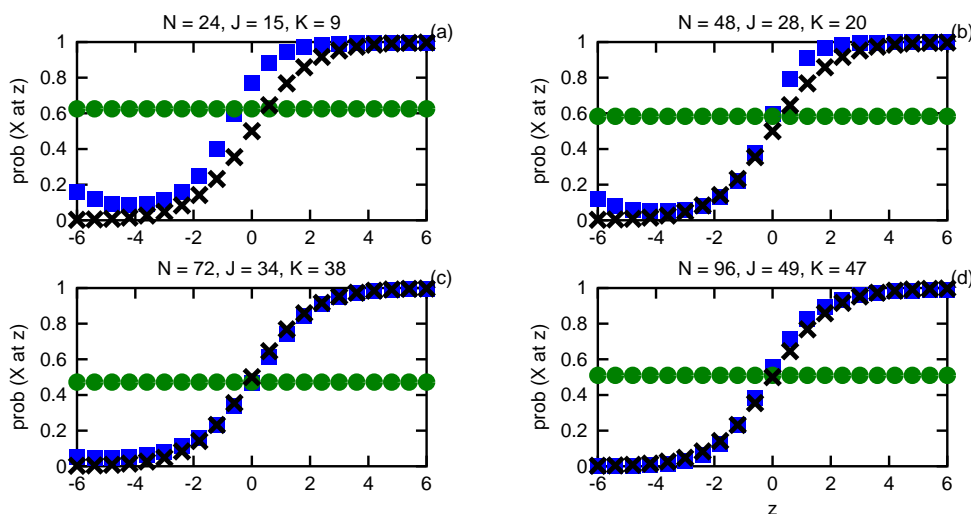 N = 24, J = 15, K = 9
(a)
prob (X at z)
1
0.8
0.6
0.4
0.2
0
-6 -4 -2 0 2 4 6
N = 48, J = 28, K = 20
(b)
prob (X at z)
1
0.8
0.6
0.4
0.2
0
-6 -4 -2 0 2 4 6
N = 72, J = 34, K = 38
(c)
prob (X at z)
1
0.8
0.6
0.4
0.2
0
-6 -4 -2 0 2 4 6
N = 96, J = 49, K = 47
(d)
prob (X at z)
1
0.8
0.6
0.4
0.2
0
-6 -4 -2 0 2 4 6
z